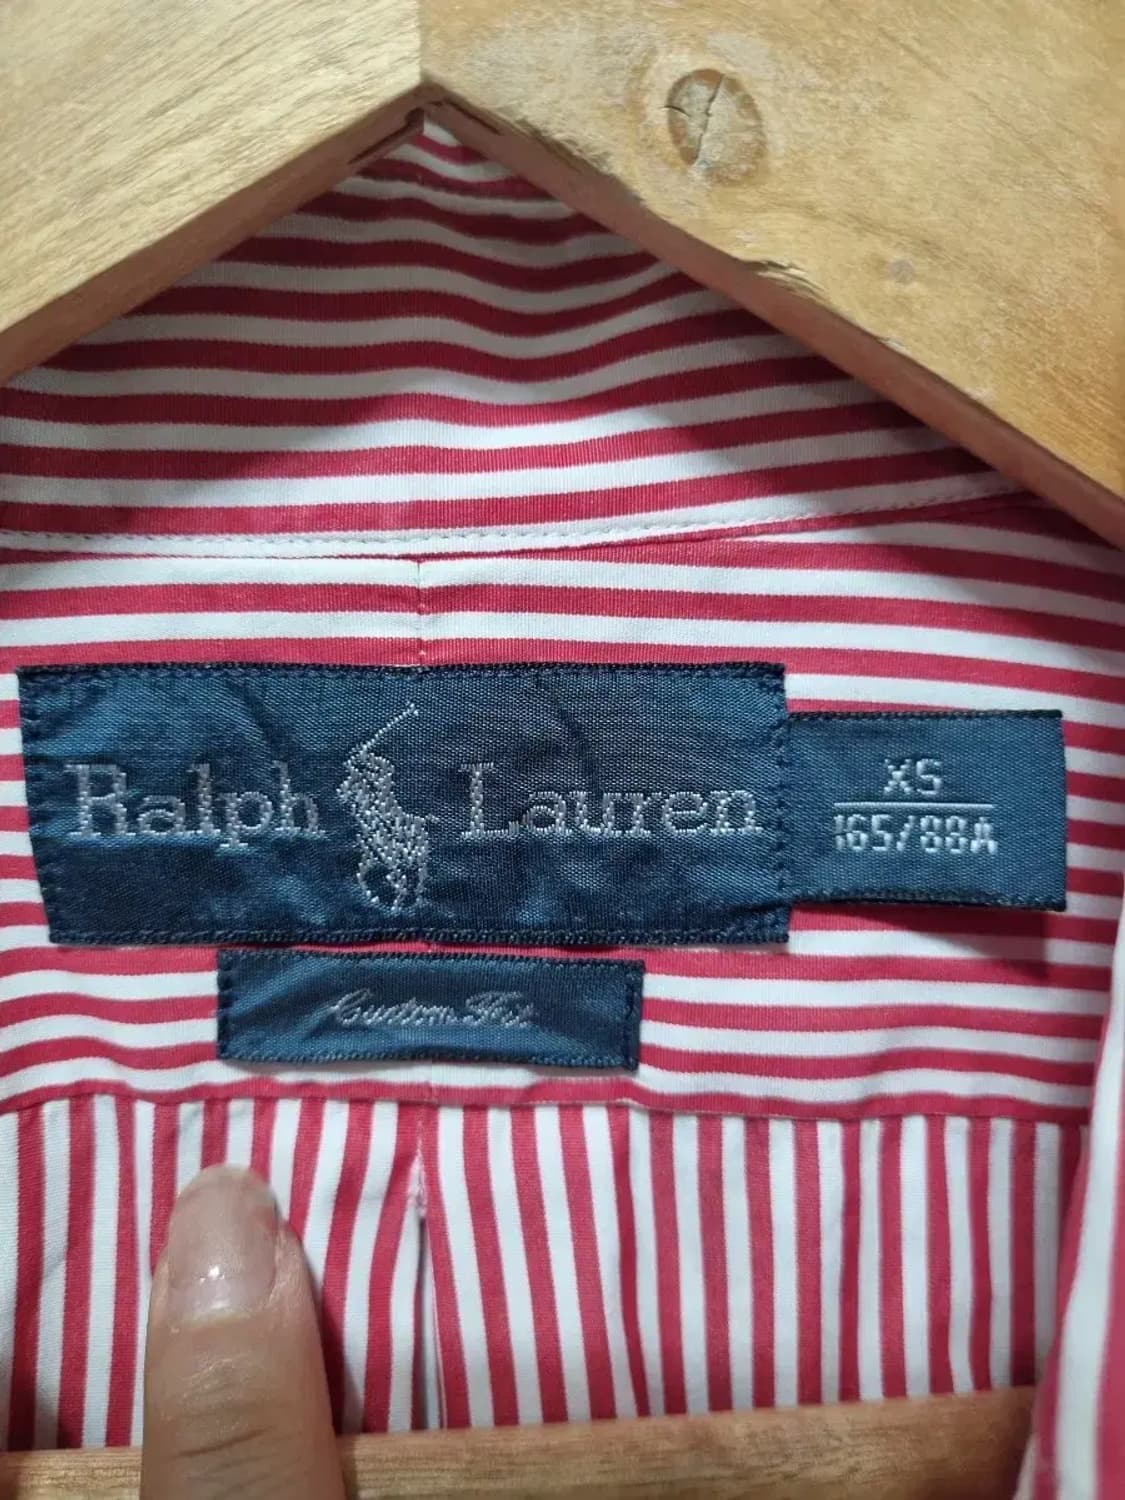 Ralph Lauren
XS
165/88A
Custom Fit